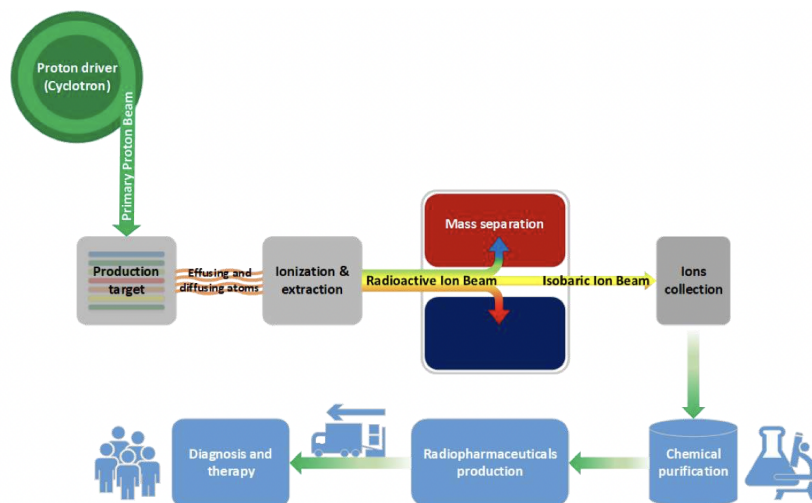 Proton driver
(Cyclotron)
Primary Proton Beam
Production
target
Effusing and
diffusing atoms
Ionization &
extraction
Radioactive Ion Beam
Mass separation
Isobaric Ion Beam
Ions
collection
Diagnosis and
therapy
Radiopharmaceuticals
production
Chemical
purification